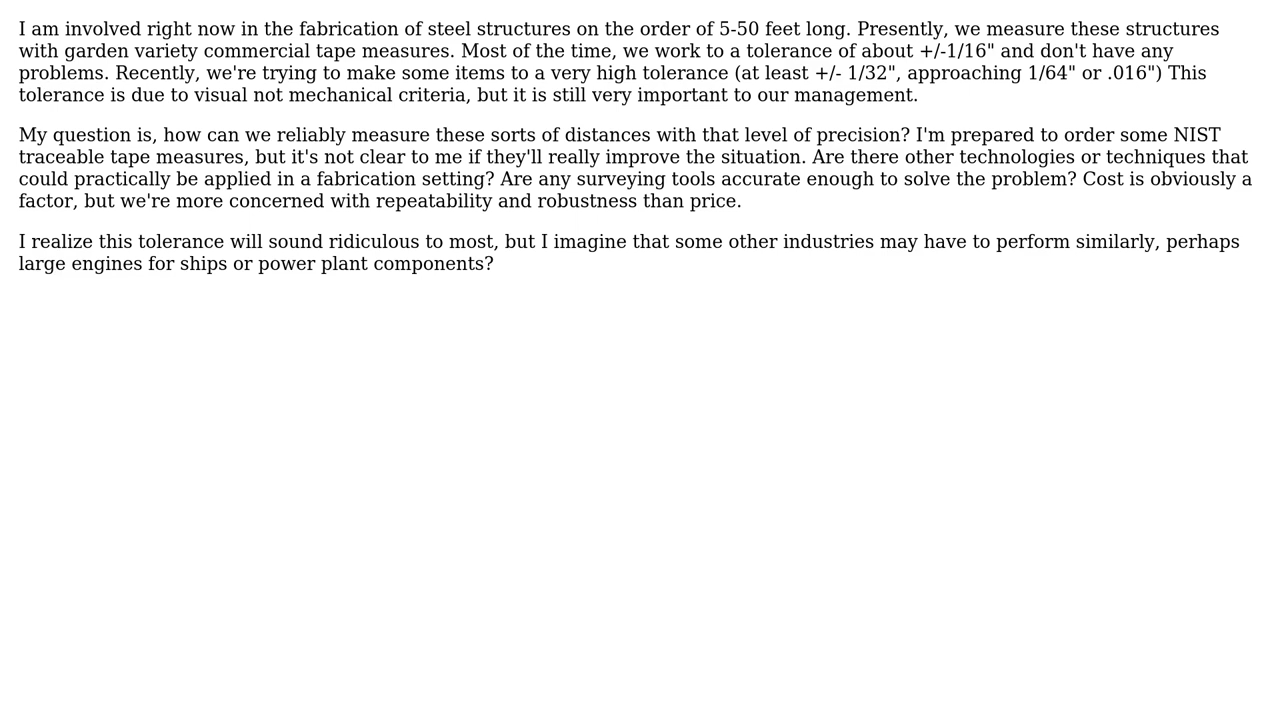 I am involved right now in the fabrication of steel structures on the order of 5-50 feet long. Presently, we measure these structures
with garden variety commercial tape measures. Most of the time, we work to a tolerance of about +/-1/16" and don't have any
problems. Recently, we're trying to make some items to a very high tolerance (at least +/- 1/32", approaching 1/64" or .016") This
tolerance is due to visual not mechanical criteria, but it is still very important to our management.
My question is, how can we reliably measure these sorts of distances with that level of precision? I'm prepared to order some NIST
traceable tape measures, but it's not clear to me if they'll really improve the situation. Are there other technologies or techniques that
could practically be applied in a fabrication setting? Are any surveying tools accurate enough to solve the problem? Cost is obviously a
factor, but we're more concerned with repeatability and robustness than price.
I realize this tolerance will sound ridiculous to most, but I imagine that some other industries may have to perform similarly, perhaps
large engines for ships or power plant components?